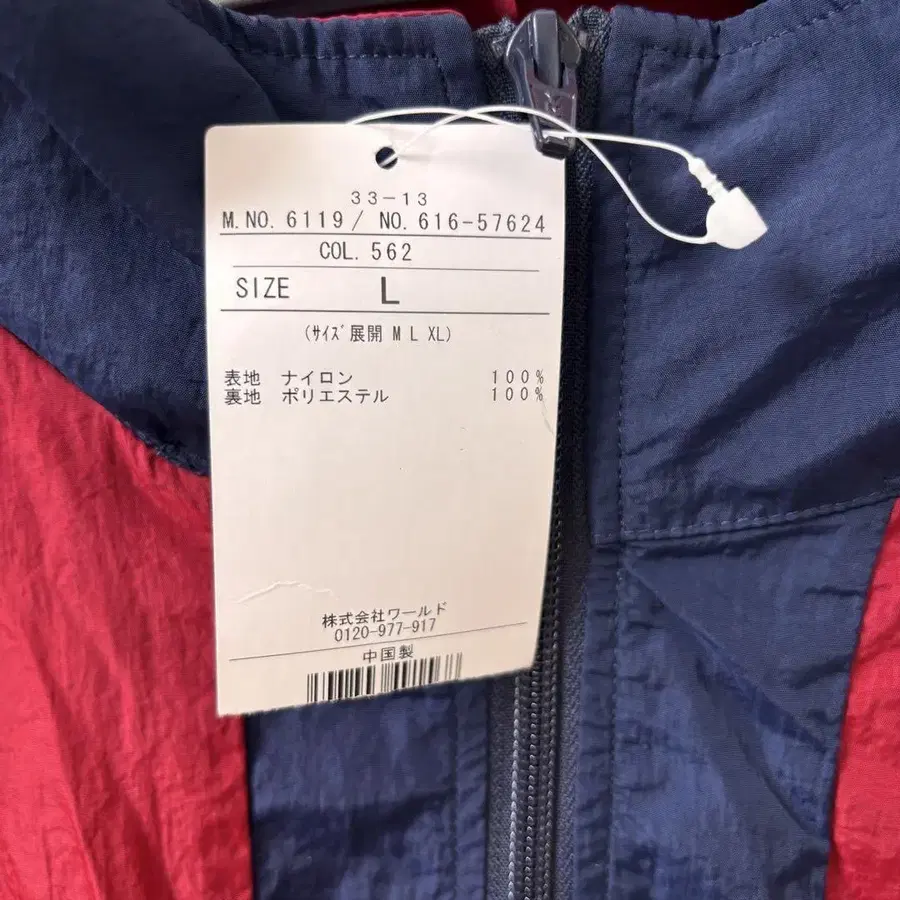 33-13
M.NO. 6119 / NO. 616-57624
COL. 562
SIZE L
(ｻｲｽﾞ展開 M L XL)
表地 ナイロン 100%
裏地 ポリエステル 100%
株式会社ワールド
0120-977-917
中国製